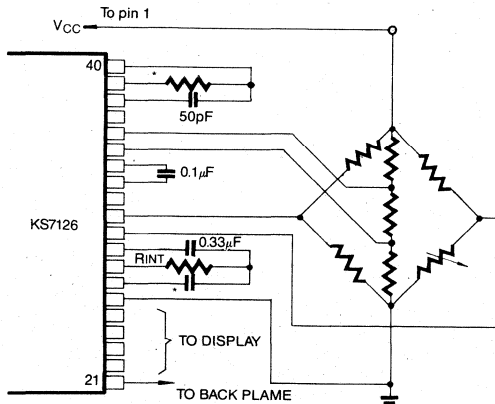 To pin 1
VCC
40
*
50pF
0.1μF
KS7126
0.33μF
RINT
*
TO DISPLAY
21
TO BACK PLAME